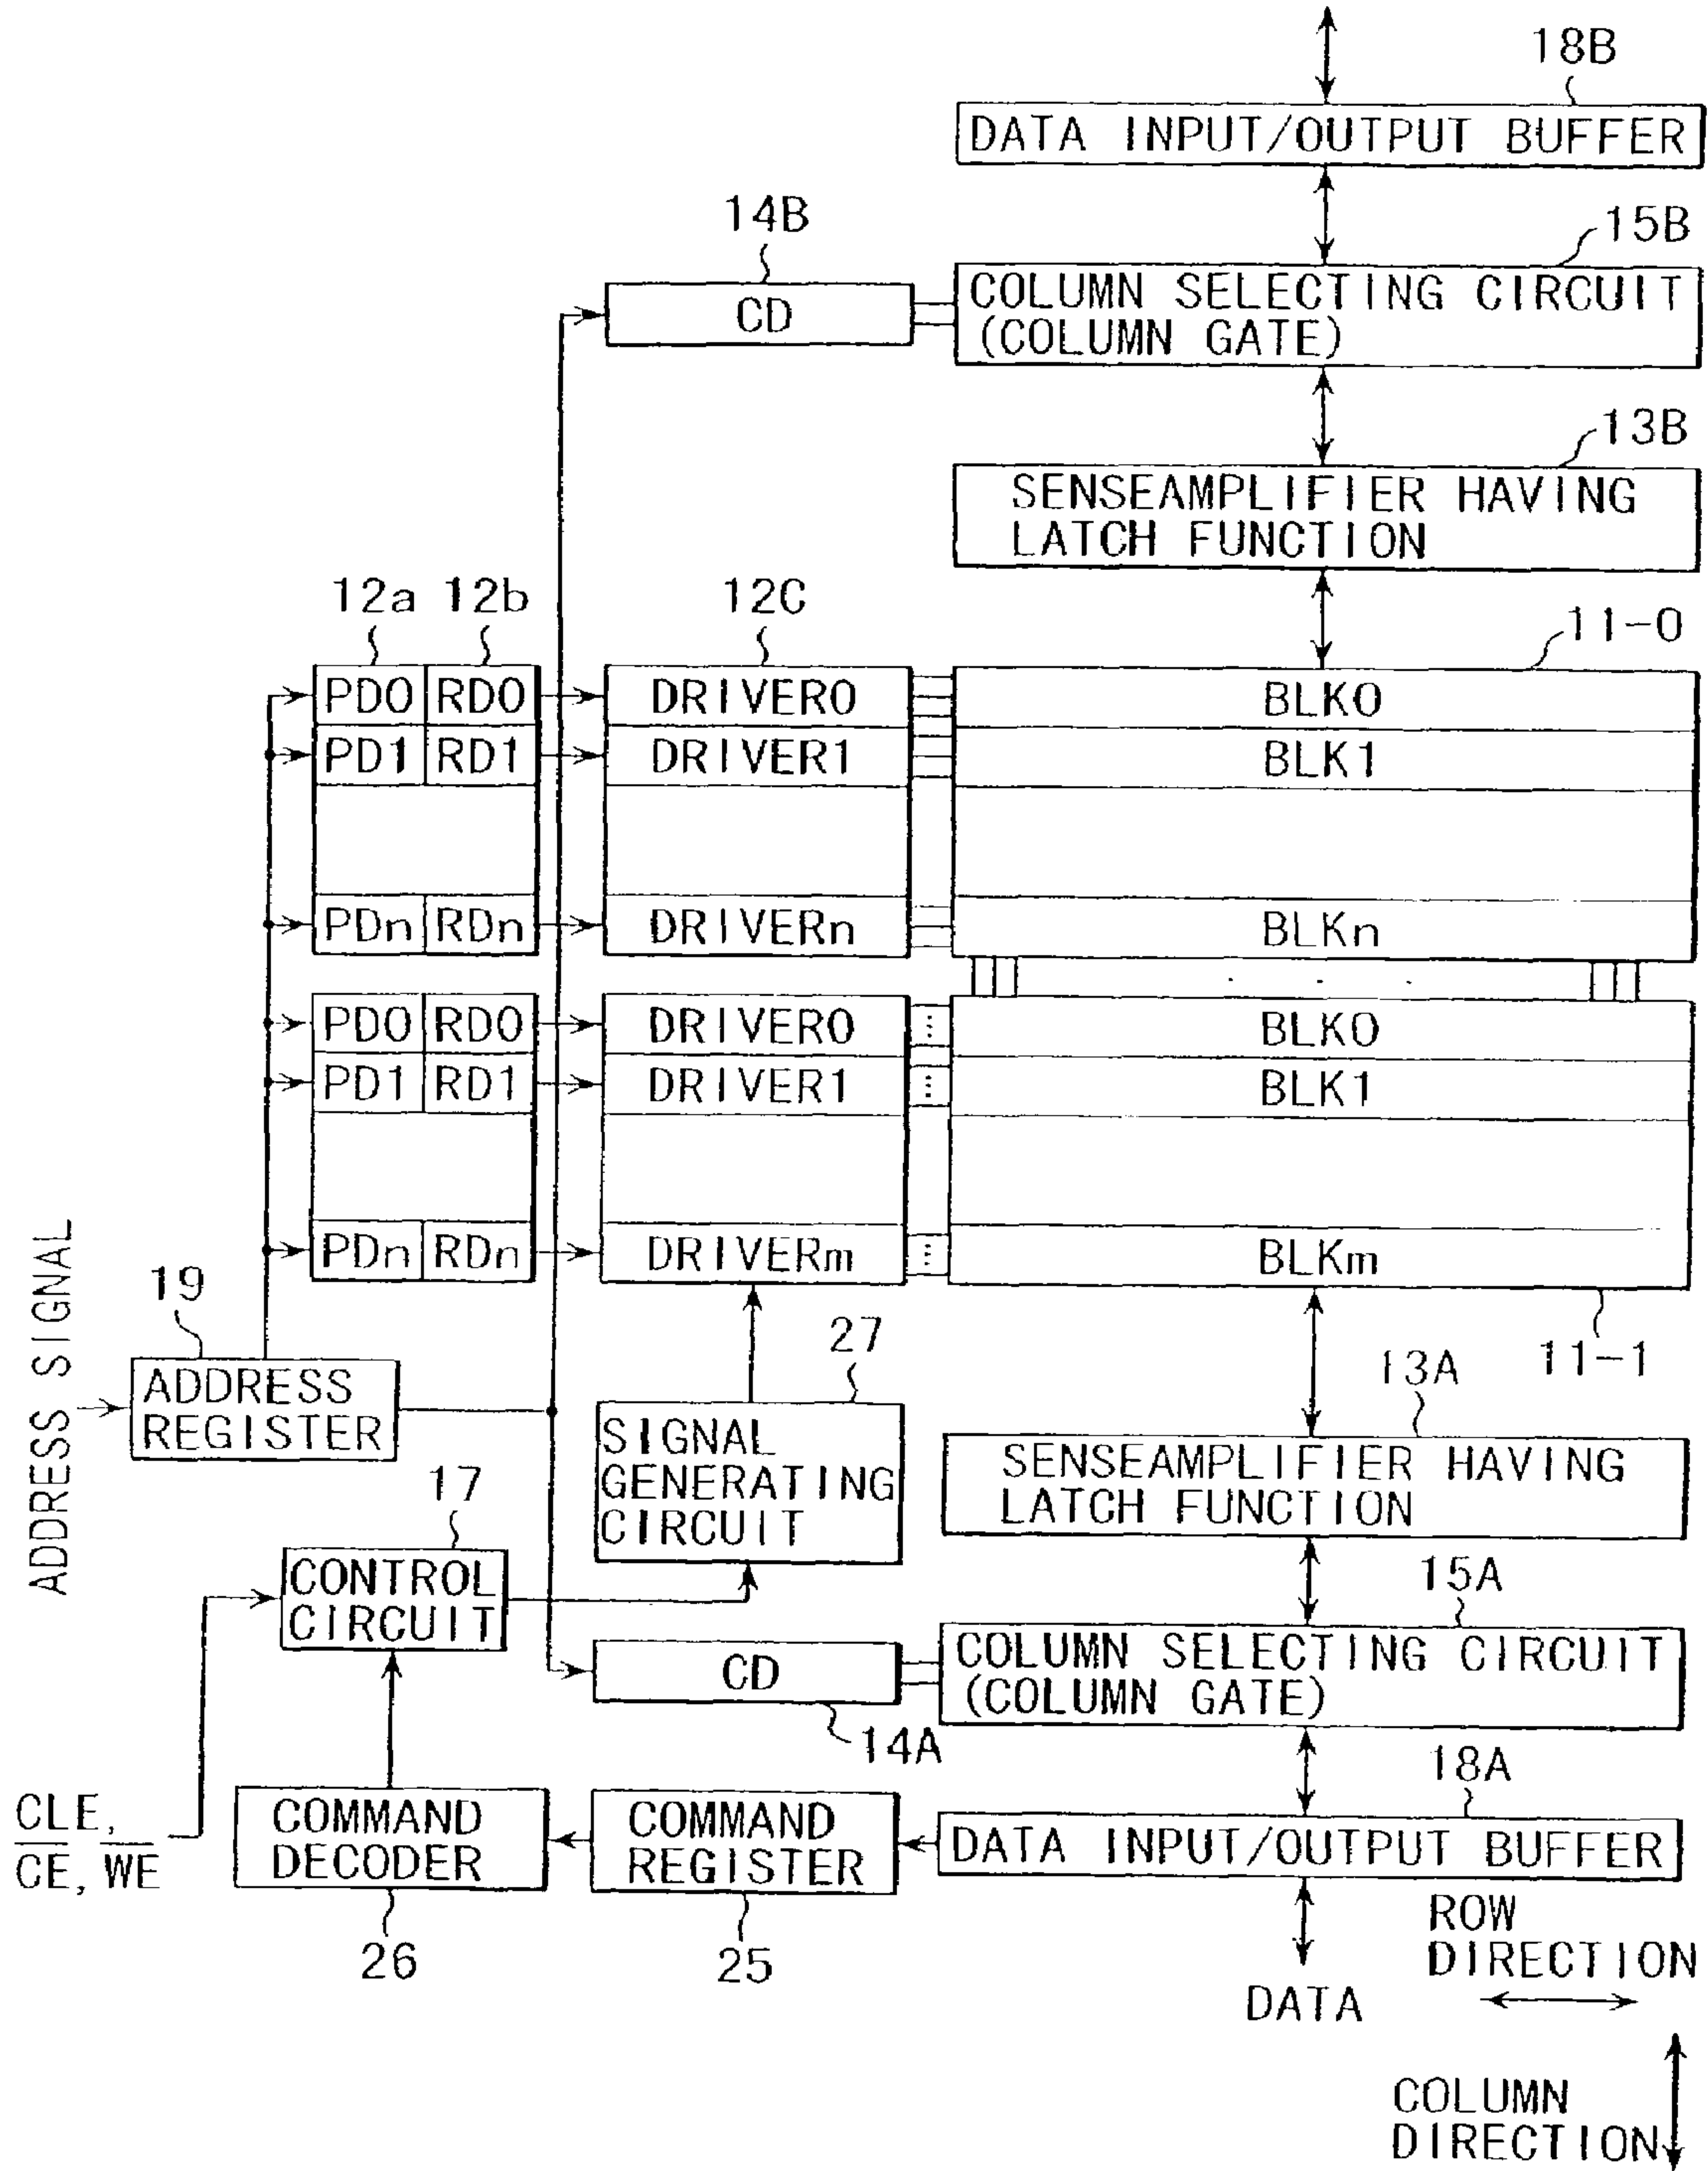 18B
DATA INPUT/OUTPUT BUFFER
14B
15B
CD
COLUMN SELECTING CIRCUIT
(COLUMN GATE)
13B
SENSEAMPLIFIER HAVING
LATCH FUNCTION
12a 12b 12C 11-0
PD0 RD0 DRIVER0 BLK0
PD1 RD1 DRIVER1 BLK1
PDn RDn DRIVERn BLKn
PD0 RD0 DRIVER0 BLK0
PD1 RD1 DRIVER1 BLK1
PDn RDn DRIVERm BLKm
ADDRESS SIGNAL
19
27
11-1
13A
ADDRESS
REGISTER
SIGNAL
GENERATING
CIRCUIT
SENSEAMPLIFIER HAVING
LATCH FUNCTION
17
CONTROL
CIRCUIT
15A
CD
COLUMN SELECTING CIRCUIT
(COLUMN GATE)
14A
18A
CLE,
C̅E̅, W̅E̅
COMMAND
DECODER
COMMAND
REGISTER
DATA INPUT/OUTPUT BUFFER
26
25
DATA
ROW
DIRECTION
COLUMN
DIRECTION